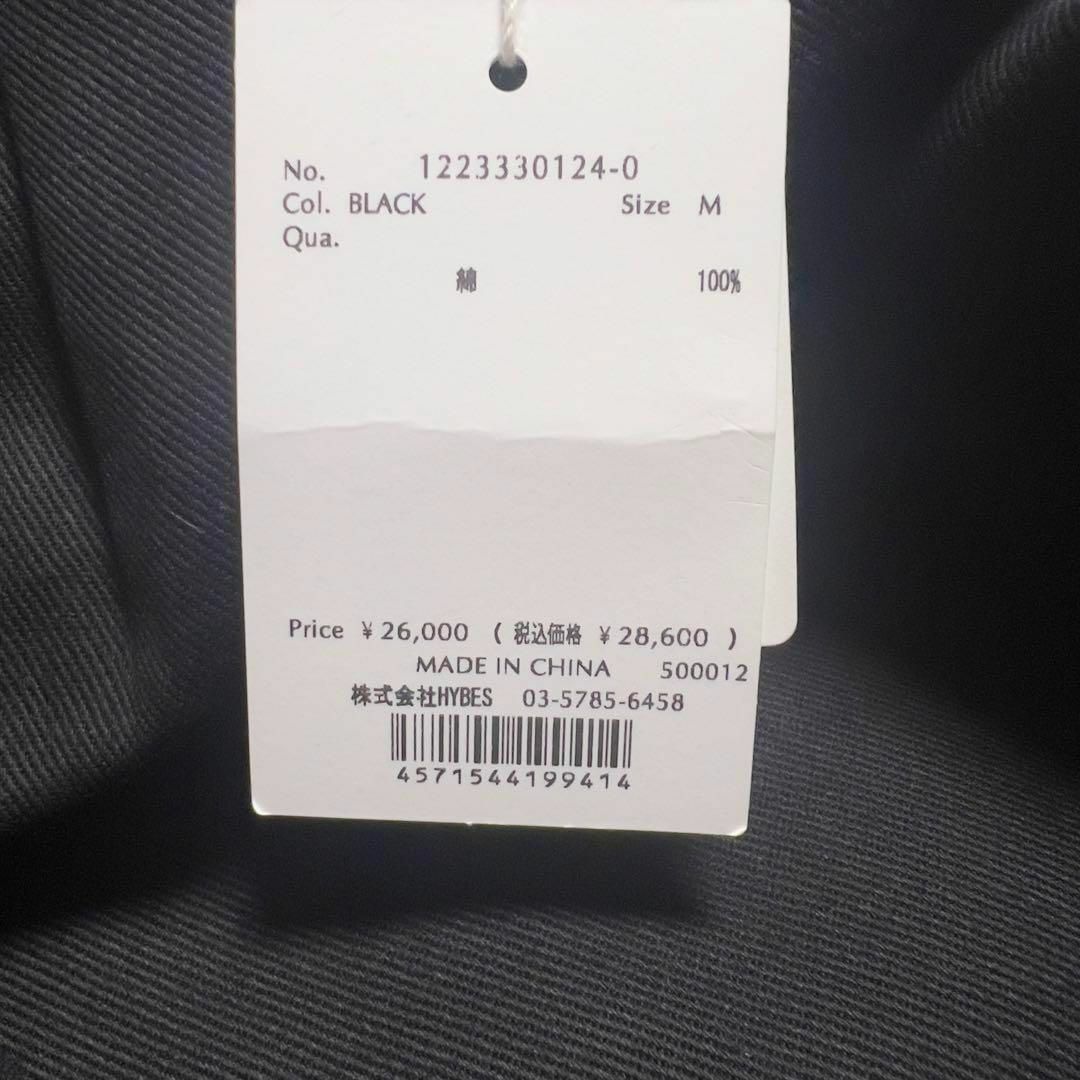 No. 1223330124-0
Col. BLACK Size M
Qua.
綿 100%
Price ¥26,000 ( 税込価格 ¥28,600 )
MADE IN CHINA 500012
株式会社HYBES 03-5785-6458
4571544199414